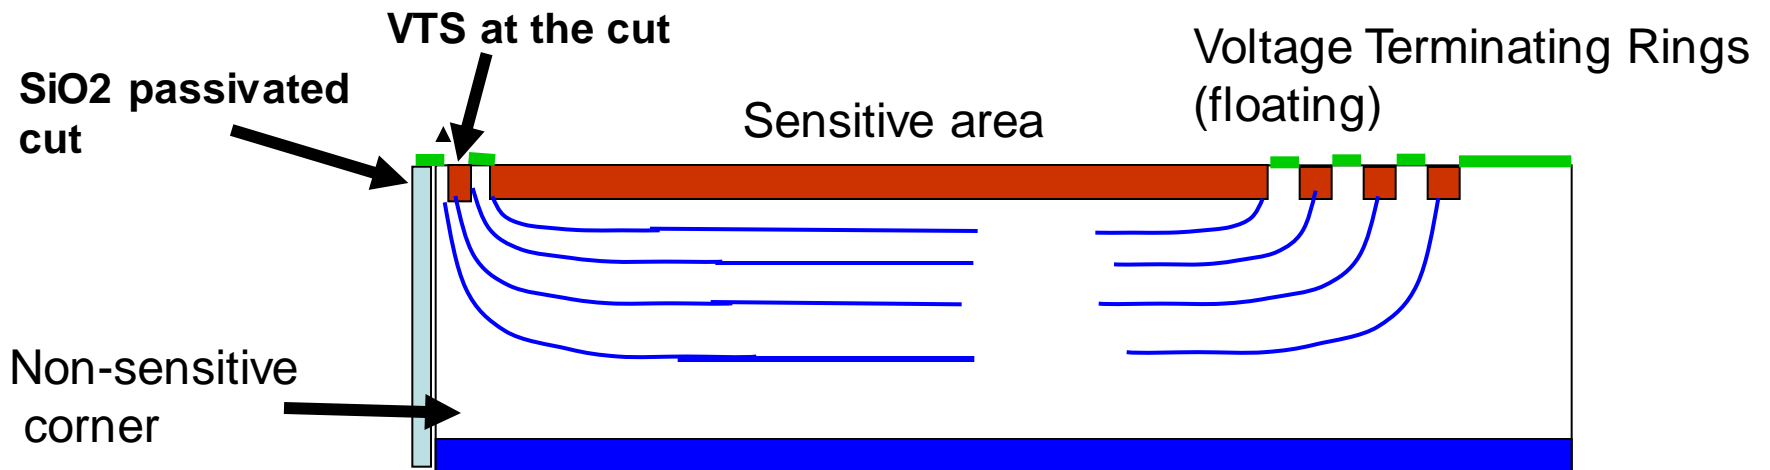 VTS at the cut
SiO2 passivated
cut
Sensitive area
Voltage Terminating Rings
(floating)
Non-sensitive
corner